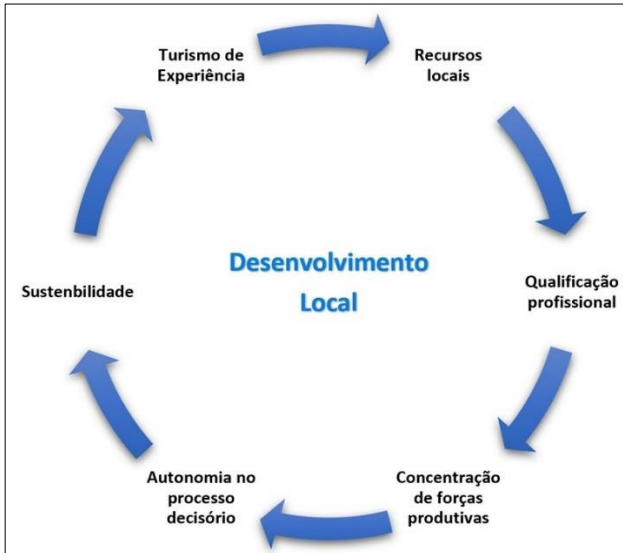 Turismo de
Experiência
Recursos
locais
Qualificação
profissional
Concentração
de forças
produtivas
Autonomia no
processo
decisório
Sustenbilidade
Desenvolvimento
Local